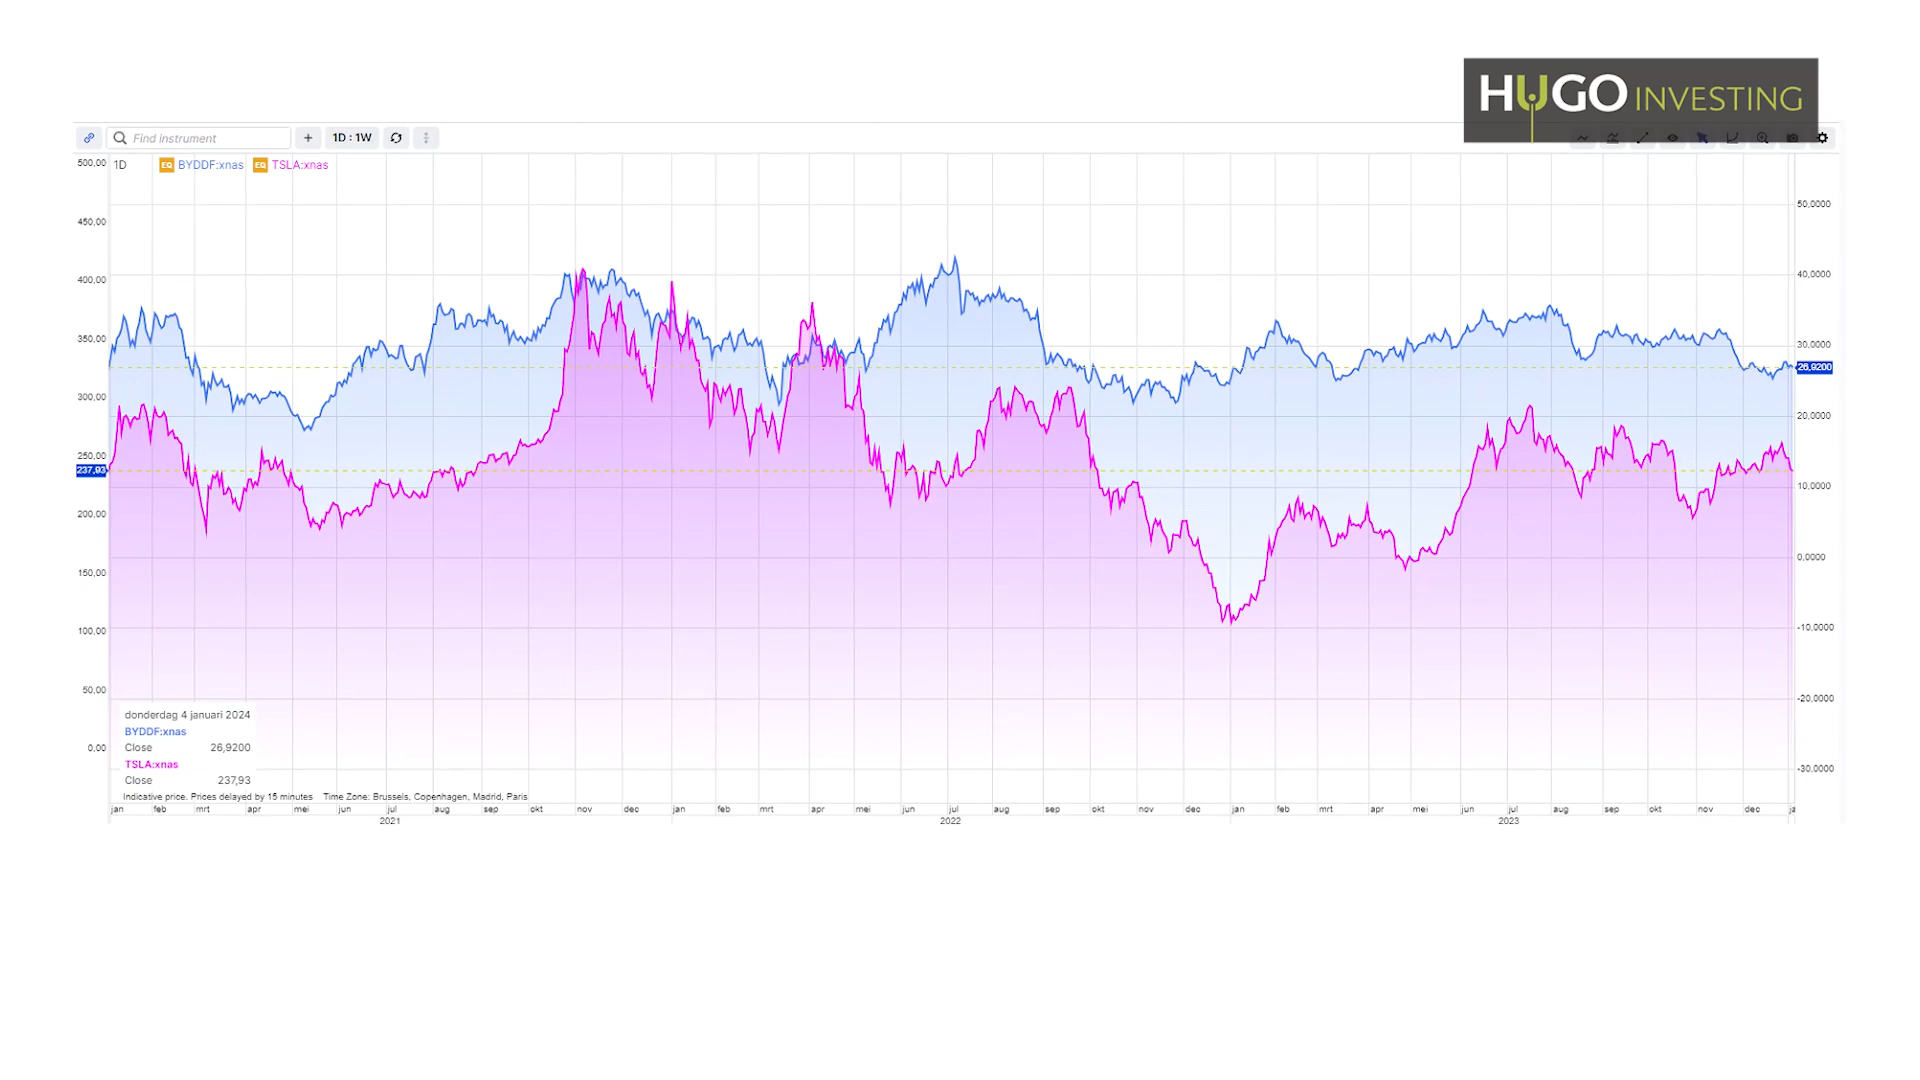 HUGO INVESTING
Find instrument
+
1D : 1W
1D
EQ BYDDF:xnas EQ TSLA:xnas
500,00
450,00
400,00
350,00
300,00
250,00
237,93
200,00
150,00
100,00
50,00
0,00
50,0000
40,0000
30,0000
26,9200
20,0000
10,0000
0,0000
-10,0000
-20,0000
-30,0000
donderdag 4 januari 2024
BYDDF:xnas
Close 26,9200
TSLA:xnas
Close 237,93
Indicative price. Prices delayed by 15 minutes Time Zone: Brussels, Copenhagen, Madrid, Paris
jan feb mrt apr mei jun jul aug sep okt nov dec jan feb mrt apr mei jun jul aug sep okt nov dec jan feb mrt apr mei jun jul aug sep okt nov dec
2021 2022 2023